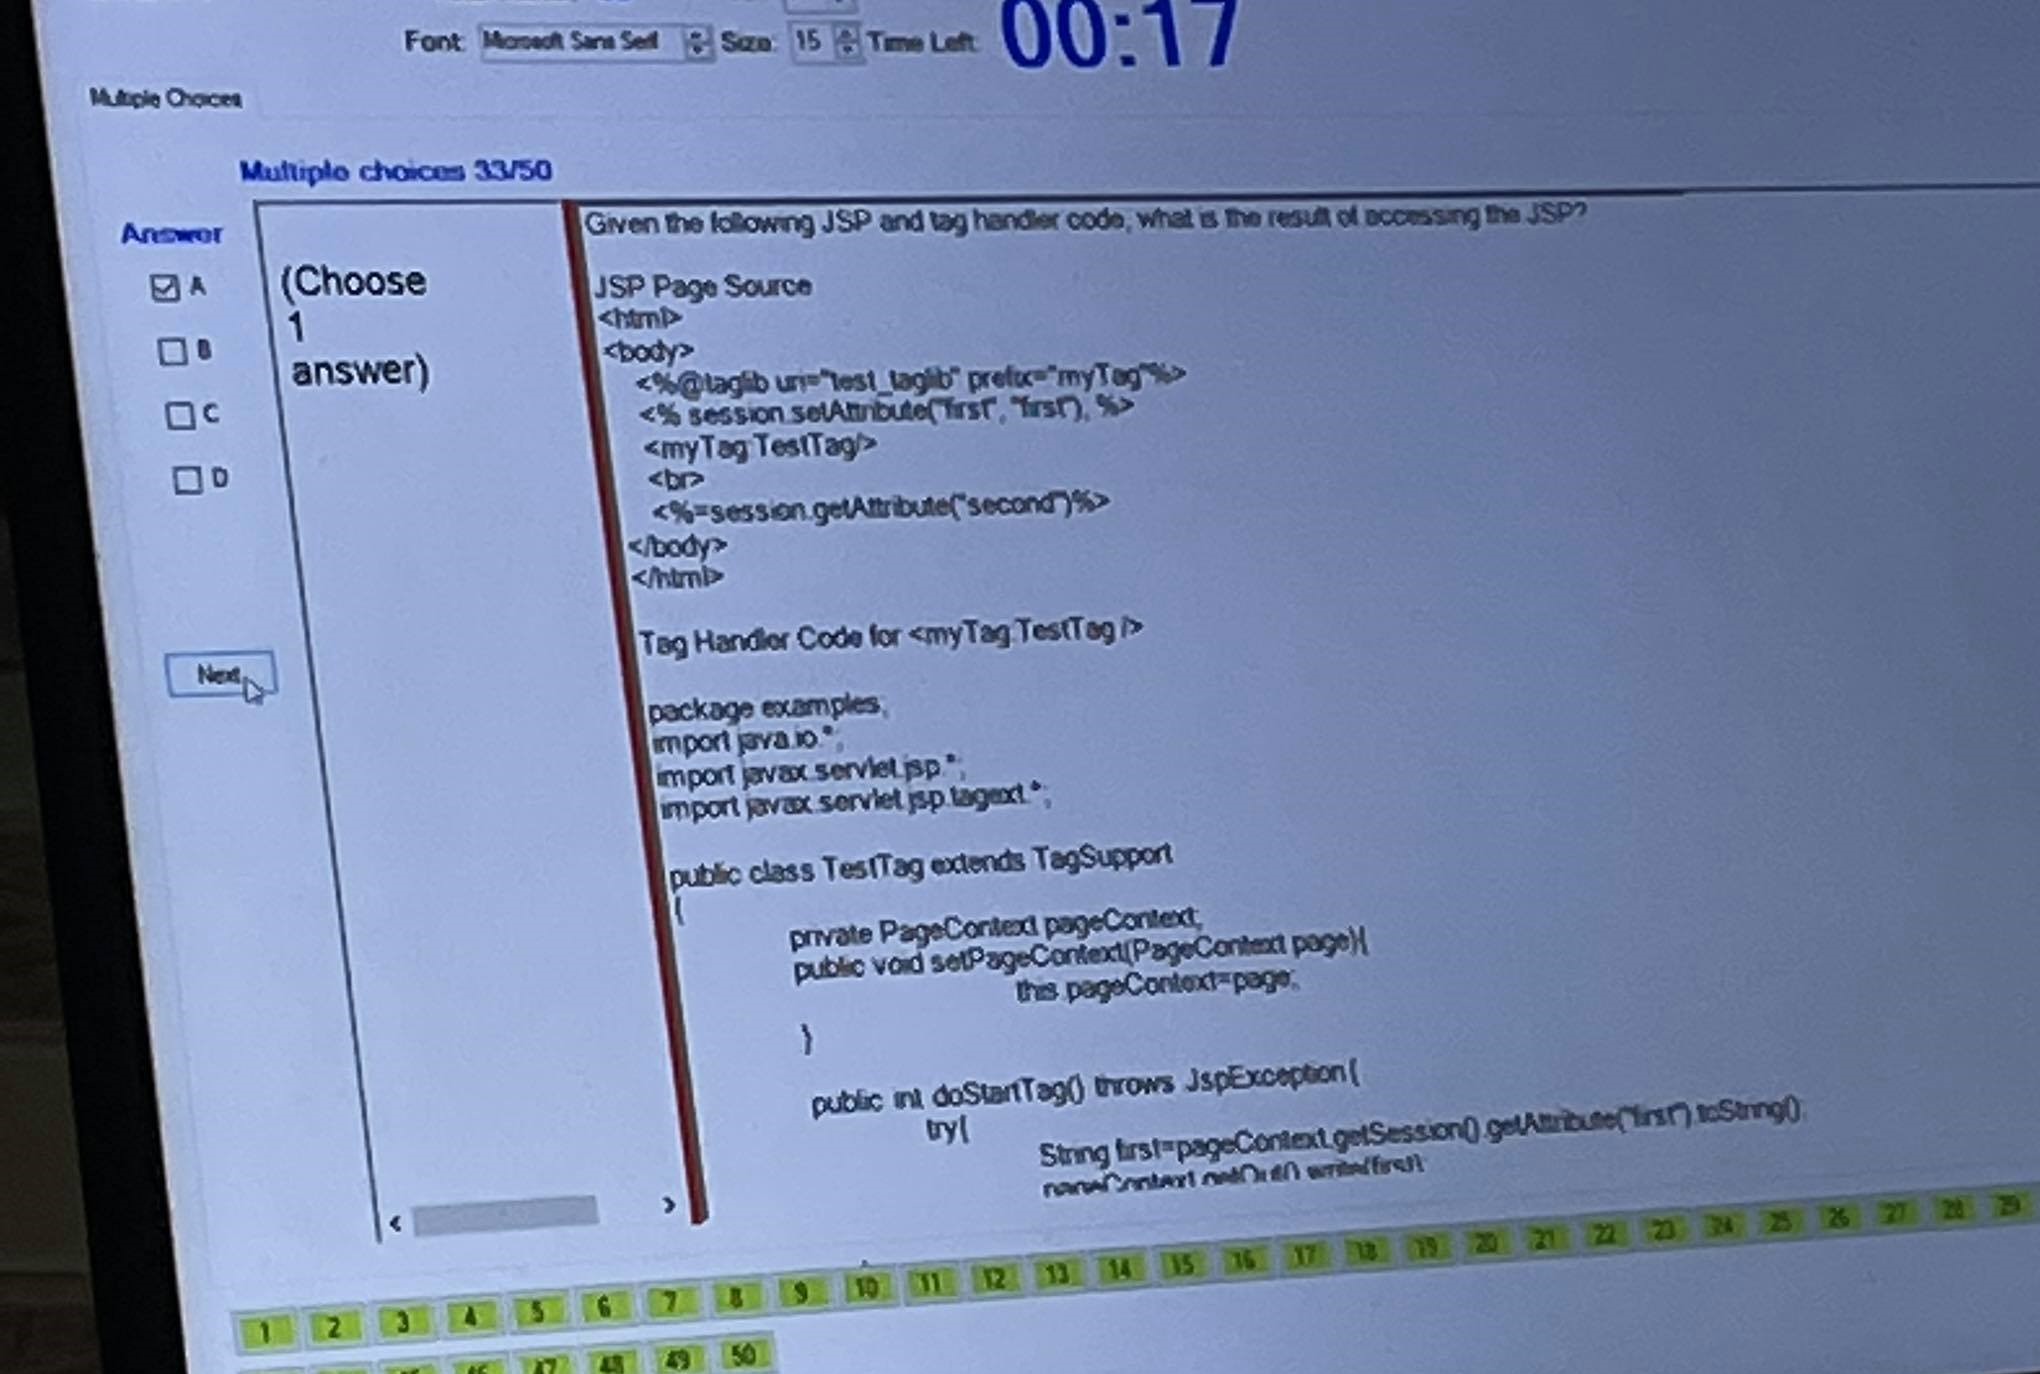 Font: Microsoft Sans Serif Size: 15 Time Left: 00:17
Multiple Choices
Multiple choices 33/50
Answer
A
B
C
D
(Choose
1
answer)
Next
Given the following JSP and tag handler code, what is the result of accessing the JSP?
JSP Page Source
<html>
<body>
<%@taglib uri="test_taglib" prefix="myTag"%>
<% session.setAttribute("first", "first"); %>
<myTag:TestTag/>
<br>
<%=session.getAttribute("second")%>
</body>
</html>
Tag Handler Code for <myTag:TestTag />
package examples;
import java.io.*;
import javax.servlet.jsp.*;
import javax.servlet.jsp.tagext.*;
public class TestTag extends TagSupport
{
private PageContext pageContext;
public void setPageContext(PageContext page){
this.pageContext=page;
}
public int doStartTag() throws JspException{
try{
String first=pageContext.getSession().getAttribute("first").toString();
pageContext.getOut().write(first);
1 2 3 4 5 6 7 8 9 10 11 12 13 14 15 16 17 18 19 20 21 22 23 24 25 26 27 28 29
47 48 49 50